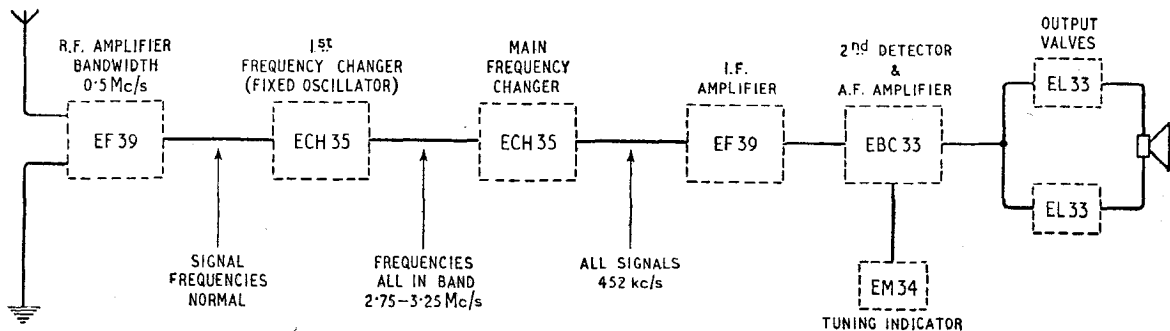 R.F. AMPLIFIER
BANDWIDTH
0·5 Mc/s
EF 39
1st
FREQUENCY CHANGER
(FIXED OSCILLATOR)
ECH 35
MAIN
FREQUENCY
CHANGER
ECH 35
I.F.
AMPLIFIER
EF 39
2nd DETECTOR
&
A.F. AMPLIFIER
EBC 33
OUTPUT
VALVES
EL 33
EL 33
SIGNAL
FREQUENCIES
NORMAL
FREQUENCIES
ALL IN BAND
2·75–3·25 Mc/s
ALL SIGNALS
452 kc/s
EM 34
TUNING INDICATOR